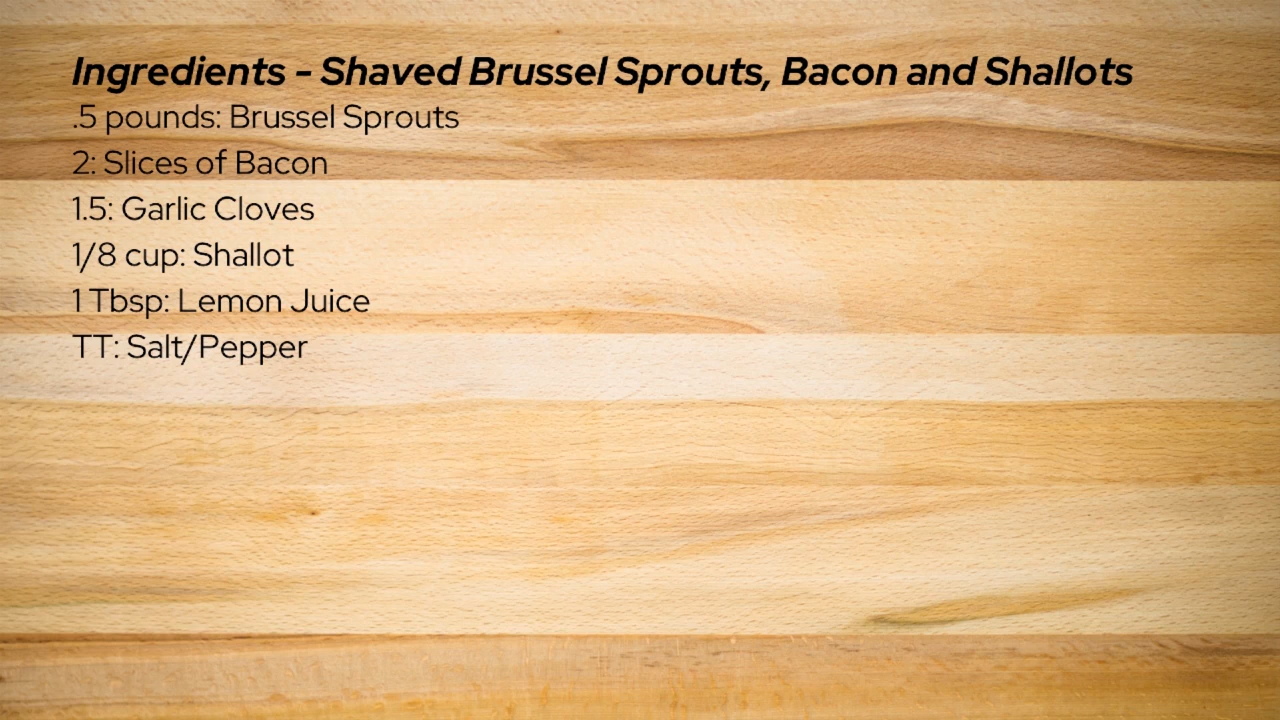 Ingredients - Shaved Brussel Sprouts, Bacon and Shallots
.5 pounds: Brussel Sprouts
2: Slices of Bacon
1.5: Garlic Cloves
1/8 cup: Shallot
1 Tbsp: Lemon Juice
TT: Salt/Pepper